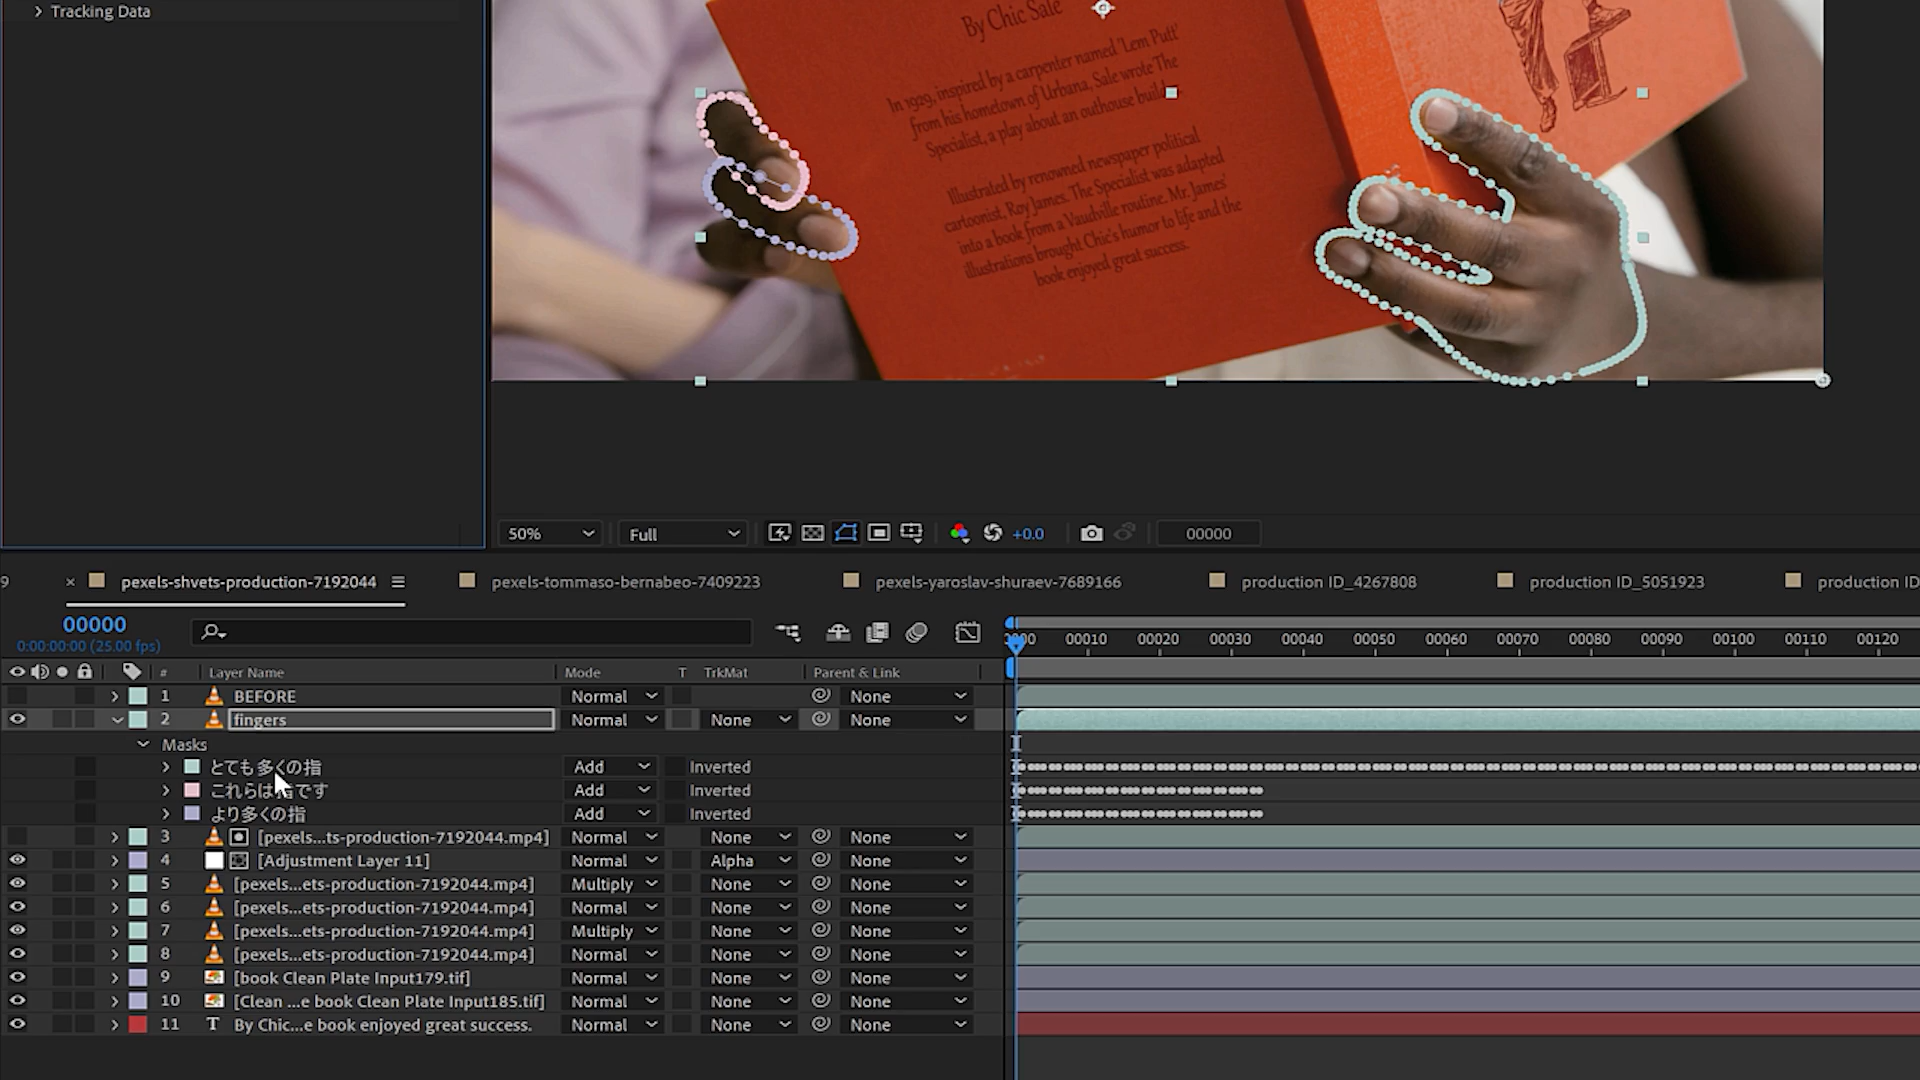 Tracking Data
By Chic Sale
In 1929, inspired by a carpenter named 'Lem Putt'
from his hometown of Urbana, Sale wrote The
Specialist, a play about an outhouse
Illustrated by renowned newspaper political
cartoonist, Roy James. The Specialist was adapted
into a book from a Vaudville routine. Mr. James'
illustrations brought Chic's humor to life and the
book enjoyed great success.
50% Full +0.0 00000
9 × pexels-shvets-production-7192044 pexels-tommaso-bernabeo-7409223 pexels-yaroslav-shuraev-7689166 production ID_4267808 production ID_5051923 production ID
00000
0:00:00:00 (25.00 fps)
00010 00020 00030 00040 00050 00060 00070 00080 00090 00100 00110 00120
# Layer Name Mode T TrkMat Parent & Link
1 BEFORE Normal None
2 fingers Normal None None
Masks
とても多くの指 Add Inverted
これらは指です Add Inverted
より多くの指 Add Inverted
3 [pexels...ts-production-7192044.mp4] Normal None None
4 [Adjustment Layer 11] Normal Alpha None
5 [pexels...ets-production-7192044.mp4] Multiply None None
6 [pexels...ets-production-7192044.mp4] Normal None None
7 [pexels...ets-production-7192044.mp4] Multiply None None
8 [pexels...ets-production-7192044.mp4] Normal None None
9 [book Clean Plate Input179.tif] Normal None None
10 [Clean ...e book Clean Plate Input185.tif] Normal None None
11 T By Chic...e book enjoyed great success. Normal None None